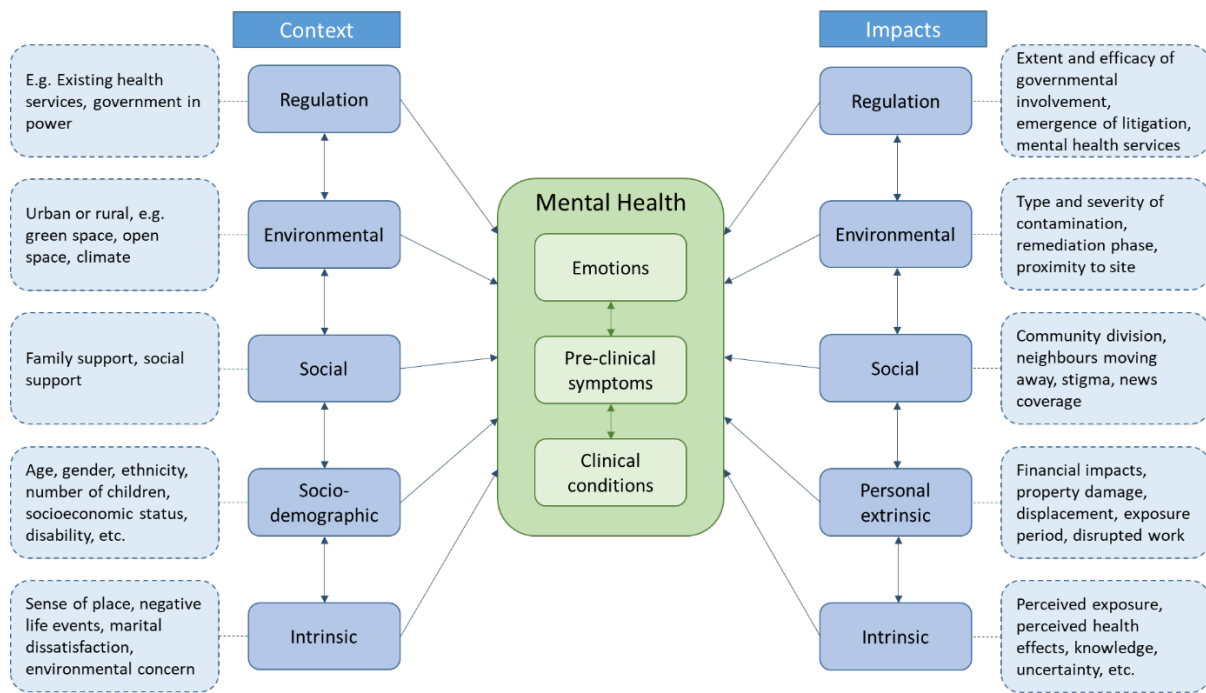 Context
Impacts
E.g. Existing health
services, government in
power
Regulation
Regulation
Extent and efficacy of
governmental
involvement,
emergence of litigation,
mental health services
Urban or rural, e.g.
green space, open
space, climate
Environmental
Mental Health
Emotions
Pre-clinical
symptoms
Clinical
conditions
Environmental
Type and severity of
contamination,
remediation phase,
proximity to site
Family support, social
support
Social
Social
Community division,
neighbours moving
away, stigma, news
coverage
Age, gender, ethnicity,
number of children,
socioeconomic status,
disability, etc.
Socio-
demographic
Personal
extrinsic
Financial impacts,
property damage,
displacement, exposure
period, disrupted work
Sense of place, negative
life events, marital
dissatisfaction,
environmental concern
Intrinsic
Intrinsic
Perceived exposure,
perceived health
effects, knowledge,
uncertainty, etc.